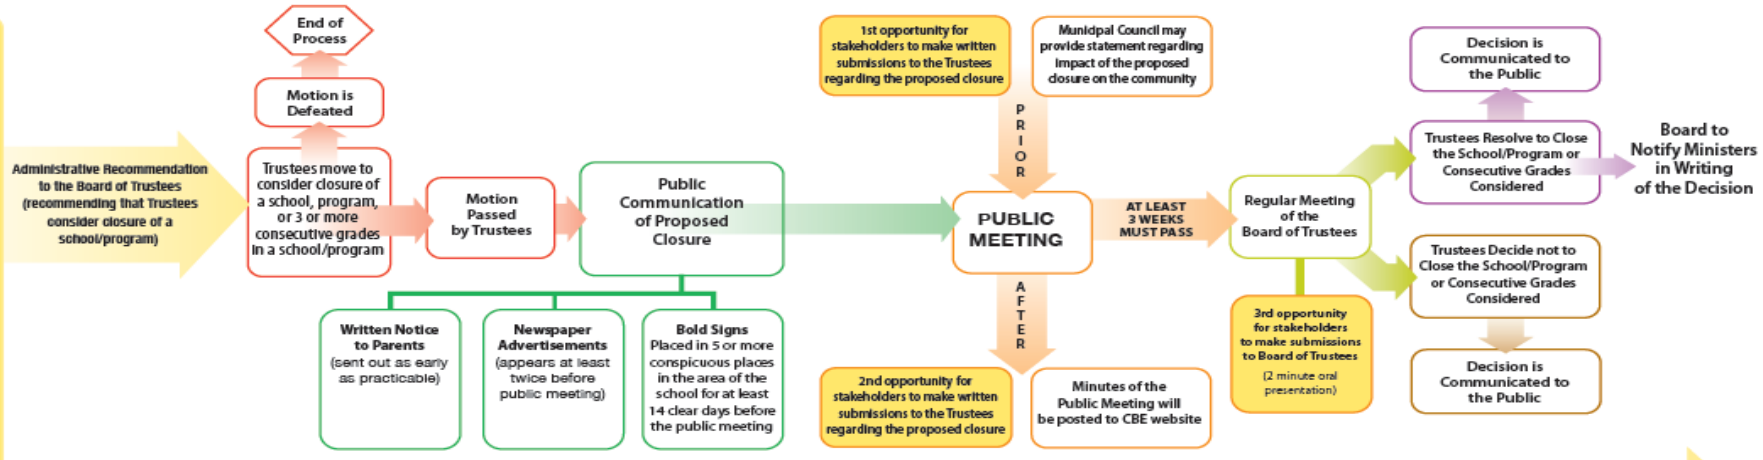 Administrative Recommendation
to the Board of Trustees
(recommending that Trustees
consider closure of a
school/program)
End of
Process
Motion is
Defeated
Trustees move to
consider closure of
a school, program,
or 3 or more
consecutive grades
in a school/program
Motion
Passed
by Trustees
Public
Communication
of Proposed
Closure
Written Notice
to Parents
(sent out as early
as practicable)
Newspaper
Advertisements
(appears at least
twice before
public meeting)
Bold Signs
Placed in 5 or more
conspicuous places
in the area of the
school for at least
14 clear days before
the public meeting
1st opportunity for
stakeholders to make written
submissions to the Trustees
regarding the proposed closure
Municipal Council may
provide statement regarding
impact of the proposed
closure on the community
PRIOR
PUBLIC
MEETING
AFTER
2nd opportunity for
stakeholders to make written
submissions to the Trustees
regarding the proposed closure
Minutes of the
Public Meeting will
be posted to CBE website
AT LEAST
3 WEEKS
MUST PASS
Regular Meeting
of the
Board of Trustees
3rd opportunity
for stakeholders
to make submissions
to Board of Trustees
(2 minute oral
presentation)
Decision is
Communicated to
the Public
Trustees Resolve to Close
the School/Program or
Consecutive Grades
Considered
Board to
Notify Ministers
in Writing
of the Decision
Trustees Decide not to
Close the School/Program
or Consecutive Grades
Considered
Decision is
Communicated to
the Public